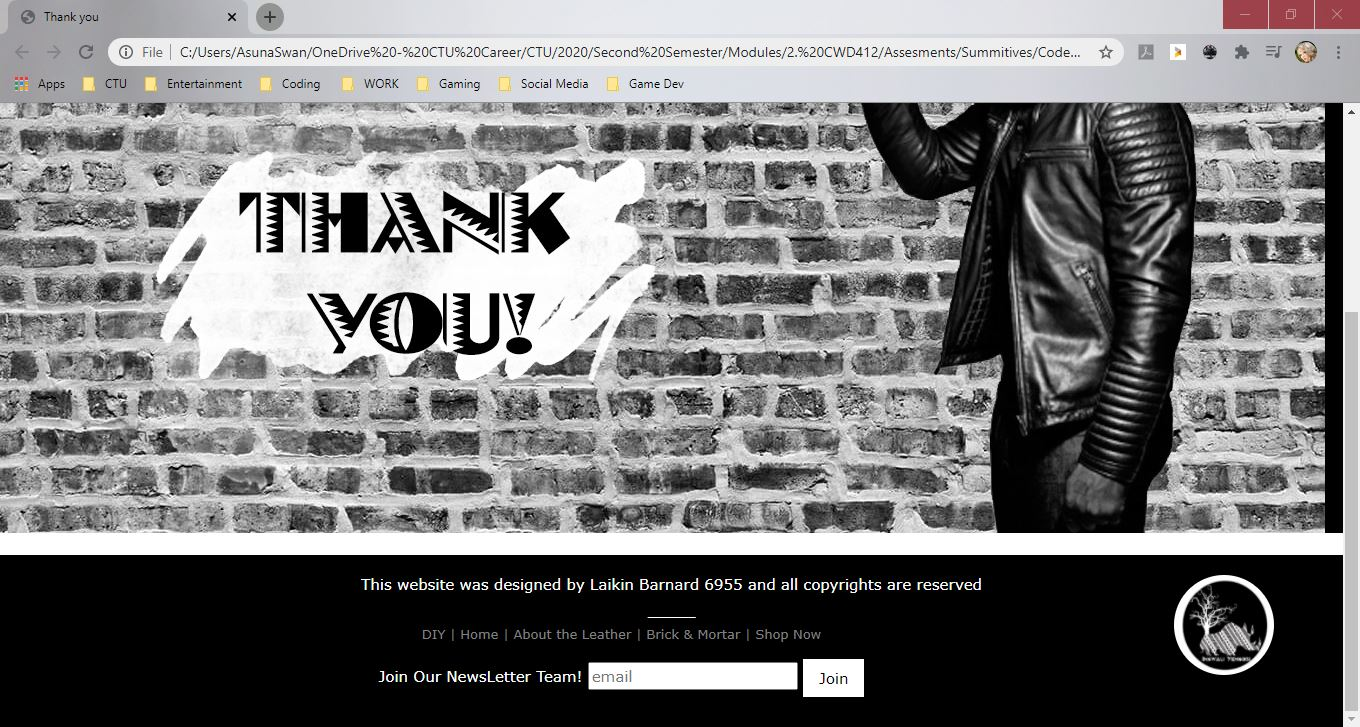 Thank you
File
C:/Users/AsunaSwan/OneDrive%20-%20CTU%20Career/CTU/2020/Second%20Semester/Modules/2.%20CWD412/Assesments/Summitives/Code...
Apps CTU Entertainment Coding WORK Gaming Social Media Game Dev
THANK
YOU!
This website was designed by Laikin Barnard 6955 and all copyrights are reserved
DIY | Home | About the Leather | Brick & Mortar | Shop Now
Join Our NewsLetter Team! email Join